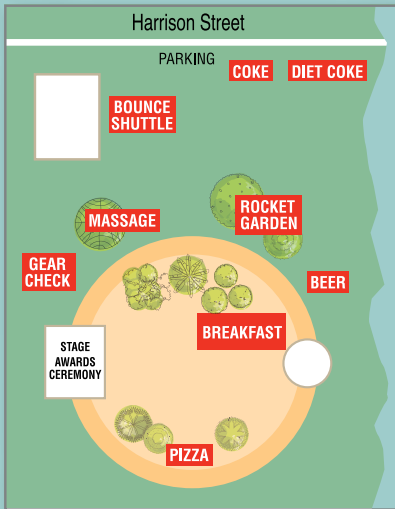 Harrison Street
PARKING
COKE
DIET COKE
BOUNCE
SHUTTLE
MASSAGE
ROCKET
GARDEN
GEAR
CHECK
BEER
BREAKFAST
STAGE
AWARDS
CEREMONY
PIZZA